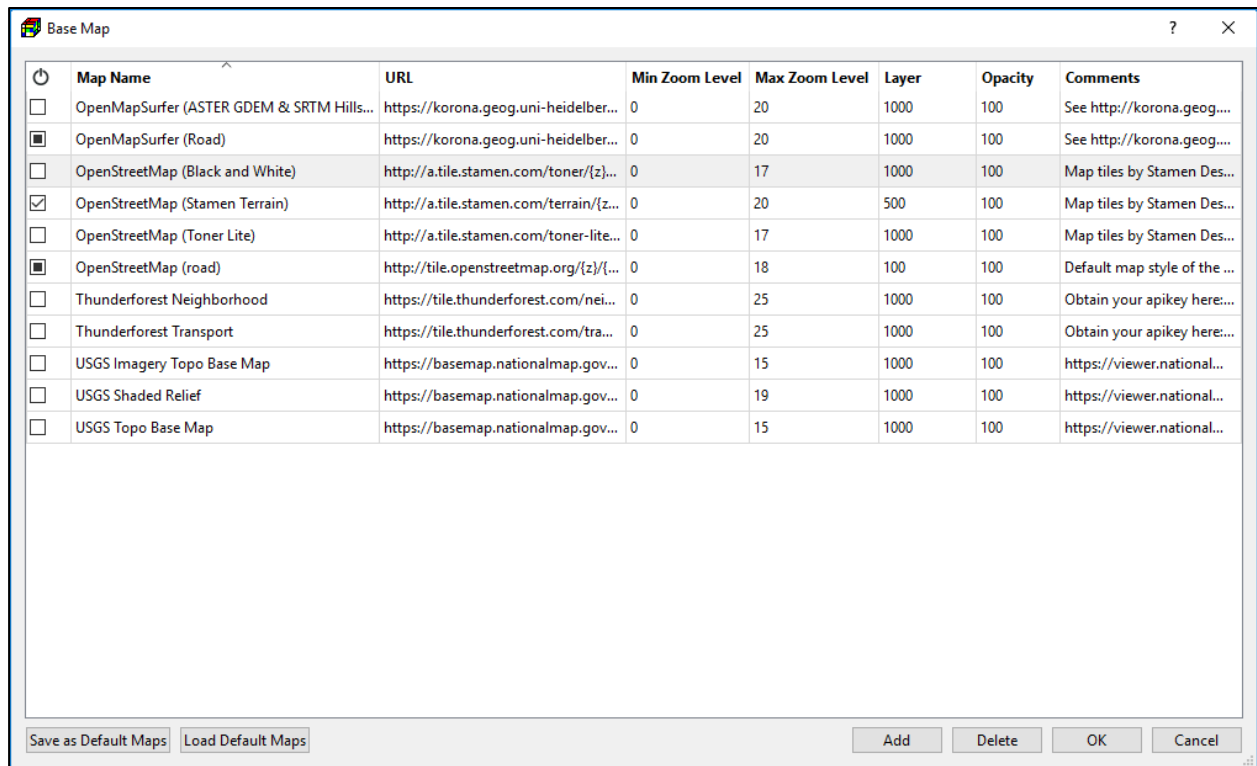 Base Map ?
Map Name URL Min Zoom Level Max Zoom Level Layer Opacity Comments
OpenMapSurfer (ASTER GDEM & SRTM Hills... https://korona.geog.uni-heidelber... 0 20 1000 100 See http://korona.geog....
OpenMapSurfer (Road) https://korona.geog.uni-heidelber... 0 20 1000 100 See http://korona.geog....
OpenStreetMap (Black and White) http://a.tile.stamen.com/toner/{z}... 0 17 1000 100 Map tiles by Stamen Des...
OpenStreetMap (Stamen Terrain) http://a.tile.stamen.com/terrain/{z... 0 20 500 100 Map tiles by Stamen Des...
OpenStreetMap (Toner Lite) http://a.tile.stamen.com/toner-lite... 0 17 1000 100 Map tiles by Stamen Des...
OpenStreetMap (road) http://tile.openstreetmap.org/{z}/{... 0 18 100 100 Default map style of the ...
Thunderforest Neighborhood https://tile.thunderforest.com/nei... 0 25 1000 100 Obtain your apikey here:...
Thunderforest Transport https://tile.thunderforest.com/tra... 0 25 1000 100 Obtain your apikey here:...
USGS Imagery Topo Base Map https://basemap.nationalmap.gov... 0 15 1000 100 https://viewer.national...
USGS Shaded Relief https://basemap.nationalmap.gov... 0 19 1000 100 https://viewer.national...
USGS Topo Base Map https://basemap.nationalmap.gov... 0 15 1000 100 https://viewer.national...
Save as Default Maps Load Default Maps Add Delete OK Cancel